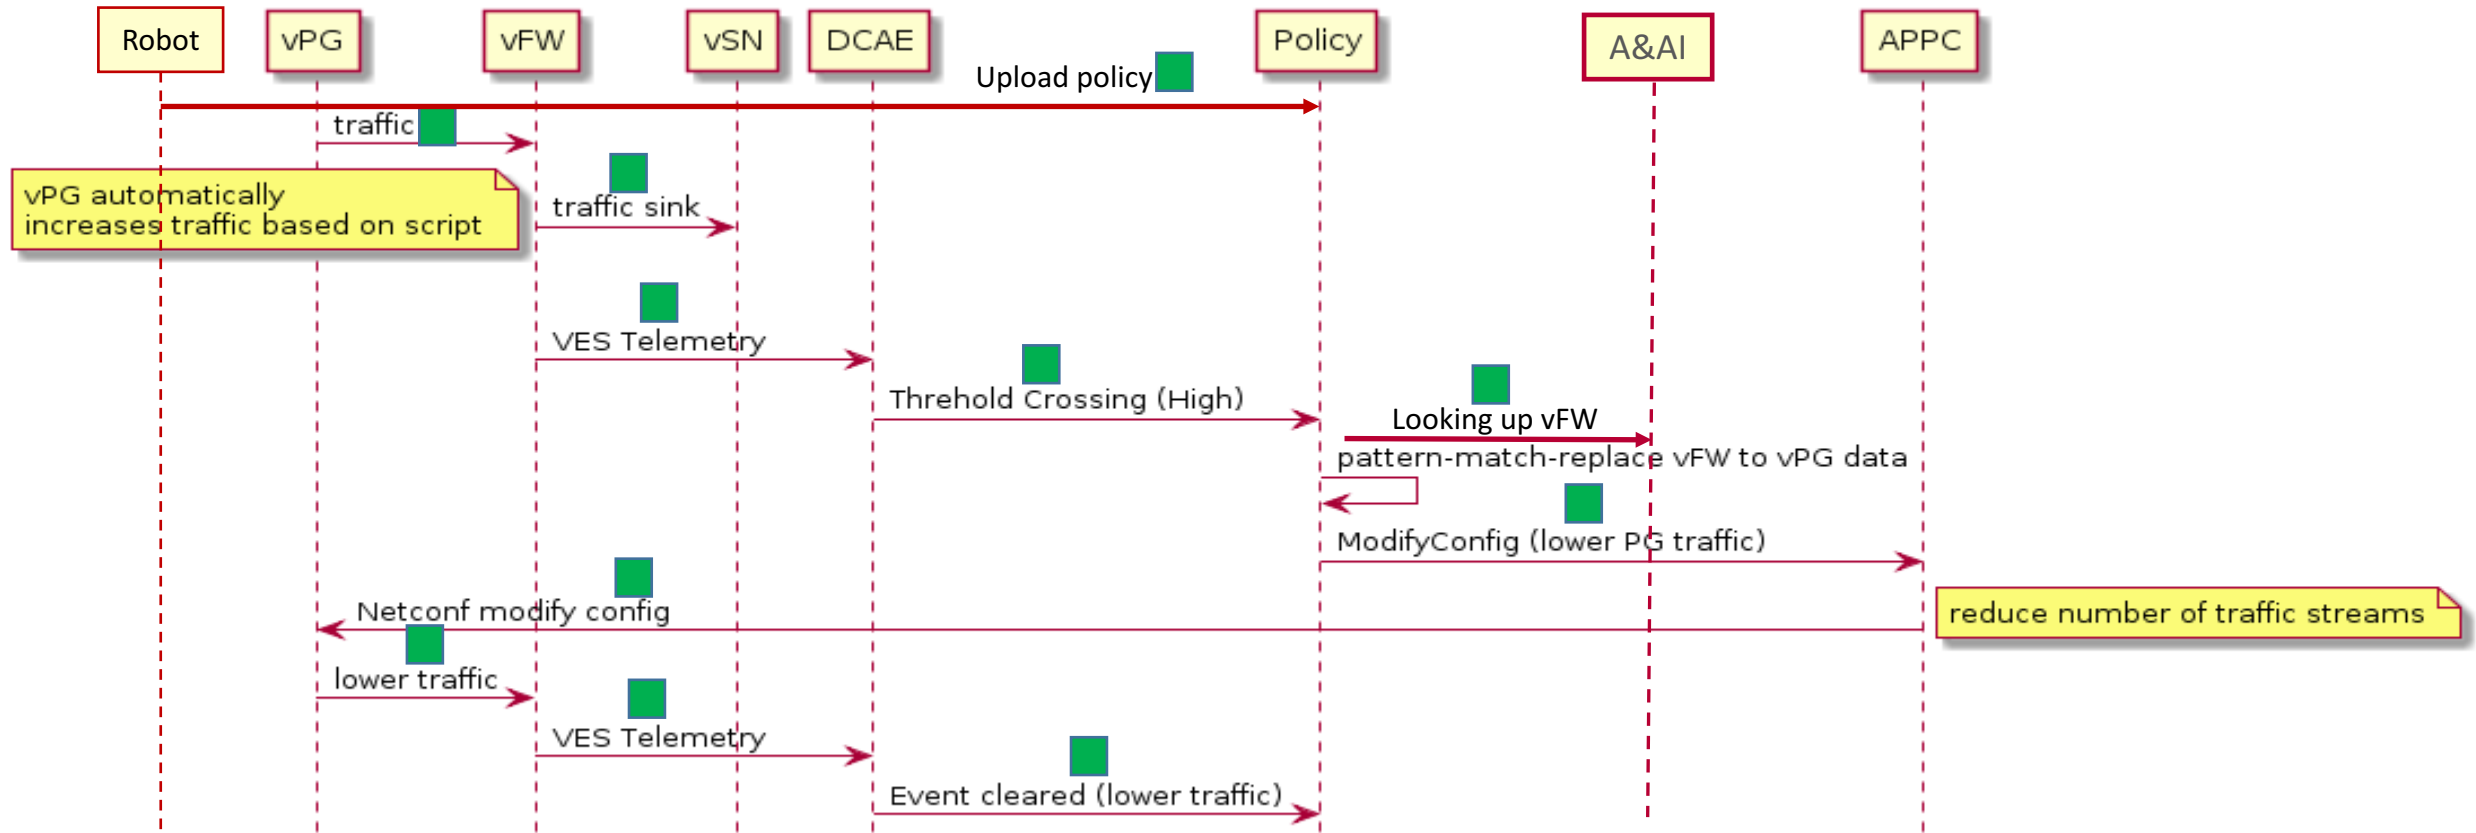 Robot
vPG
vFW
vSN
DCAE
Policy
A&AI
APPC
Upload policy
traffic
vPG automatically
increases traffic based on script
traffic sink
VES Telemetry
Threhold Crossing (High)
Looking up vFW
pattern-match-replace vFW to vPG data
ModifyConfig (lower PG traffic)
Netconf modify config
reduce number of traffic streams
lower traffic
VES Telemetry
Event cleared (lower traffic)